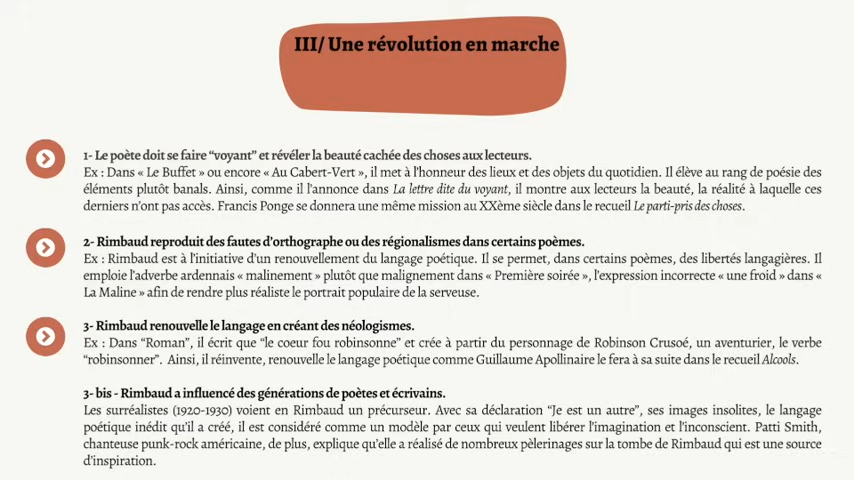 III/ Une révolution en marche
1- Le poète doit se faire “voyant” et révéler la beauté cachée des choses aux lecteurs.
Ex : Dans « Le Buffet » ou encore « Au Cabert-Vert », il met à l’honneur des lieux et des objets du quotidien. Il élève au rang de poésie des
éléments plutôt banals. Ainsi, comme il l’annonce dans La lettre dite du voyant, il montre aux lecteurs la beauté, la réalité à laquelle ces
derniers n’ont pas accès. Francis Ponge se donnera une même mission au XXème siècle dans le recueil Le parti-pris des choses.
2- Rimbaud reproduit des fautes d’orthographe ou des régionalismes dans certains poèmes.
Ex : Rimbaud est à l’initiative d’un renouvellement du langage poétique. Il se permet, dans certains poèmes, des libertés langagières. Il
emploie l’adverbe ardennais « malinement » plutôt que malignement dans « Première soirée », l’expression incorrecte « une froid » dans «
La Maline » afin de rendre plus réaliste le portrait populaire de la serveuse.
3- Rimbaud renouvelle le langage en créant des néologismes.
Ex : Dans “Roman”, il écrit que “le coeur fou robinsonne” et crée à partir du personnage de Robinson Crusoé, un aventurier, le verbe
“robinsonner”. Ainsi, il réinvente, renouvelle le langage poétique comme Guillaume Apollinaire le fera à sa suite dans le recueil Alcools.
3- bis - Rimbaud a influencé des générations de poètes et écrivains.
Les surréalistes (1920-1930) voient en Rimbaud un précurseur. Avec sa déclaration “Je est un autre”, ses images insolites, le langage
poétique inédit qu’il a créé, il est considéré comme un modèle par ceux qui veulent libérer l’imagination et l’inconscient. Patti Smith,
chanteuse punk-rock américaine, de plus, explique qu’elle a réalisé de nombreux pèlerinages sur la tombe de Rimbaud qui est une source
d’inspiration.